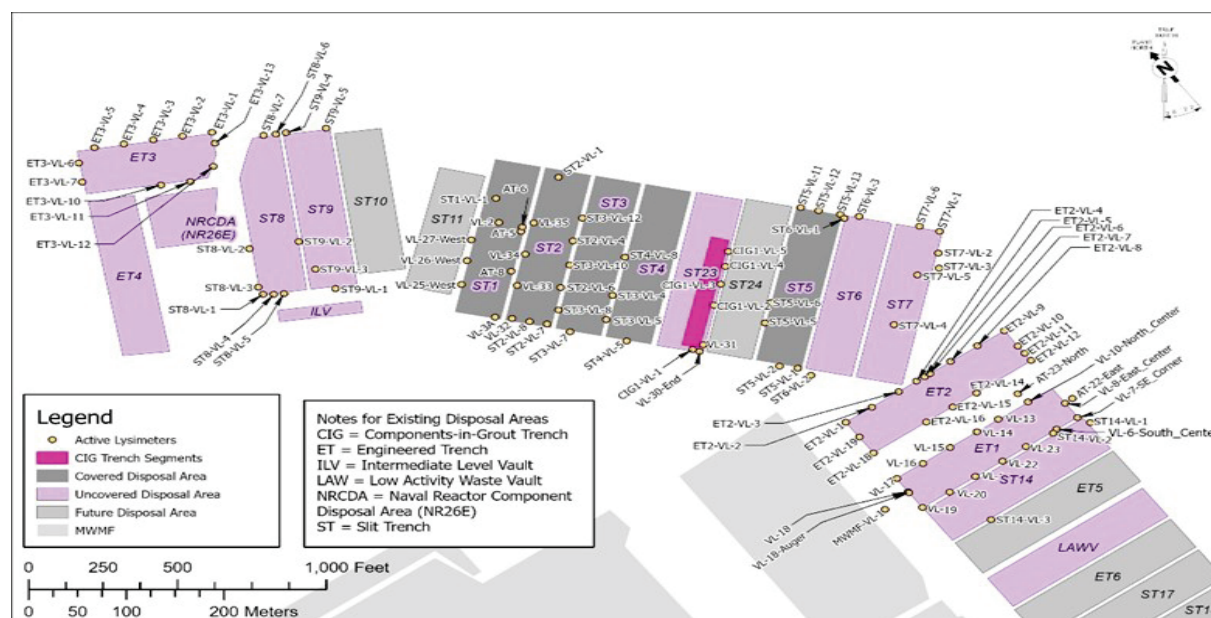 ET3-VL-5
ET3-VL-4
ET3-VL-3
ET3-VL-2
ET3-VL-1
ET3-VL-13
ST8-VL-7
ST8-VL-6
ST9-VL-4
ST9-VL-5
ET3-VL-6
ET3
ET3-VL-7
ET3-VL-10
ET3-VL-11
ET3-VL-12
NRCDA
(NR26E)
ET4
ST8
ST9
ST10
ST8-VL-2
ST9-VL-2
ST9-VL-3
ST8-VL-3
ST9-VL-1
ST8-VL-1
ST8-VL-4
ST8-VL-5
ILV
ST11
ST1-VL-1
AT-6
ST2-VL-1
VL-2
AT-5
VL-35
VL-27-West
VL-26-West
VL-25-West
VL-34
AT-8
VL-33
ST1
ST2
ST3
ST3-VL-12
ST2-VL-4
ST3-VL-10
ST2-VL-6
ST3-VL-8
ST4-VL-8
ST3-VL-4
ST3-VL-5
VL-3A
VL-32
ST2-VL-8
ST2-VL-7
ST3-VL-7
ST4-VL-5
ST4
ST23
CIG1-VL-5
CIG1-VL-4
CIG1-VL-3
CIG1-VL-2
ST24
CIG1-VL-1
VL-30-End
VL-31
ST5-VL-11
ST5-VL-12
ST5-VL-13
ST6-VL-3
ST6-VL-1
ST5
ST5-VL-6
ST5-VL-5
ST5-VL-2
ST5-VL-1
ST6-VL-2
ST6
ST7
ST7-VL-6
ST7-VL-1
ST7-VL-2
ST7-VL-3
ST7-VL-5
ST7-VL-4
ET2-VL-4
ET2-VL-5
ET2-VL-6
ET2-VL-7
ET2-VL-8
ET2-VL-9
ET2-VL-10
ET2-VL-11
ET2-VL-12
ET2
ET2-VL-14
ET2-VL-15
ET2-VL-16
ET2-VL-3
ET2-VL-2
ET2-VL-1
ET2-VL-19
ET2-VL-18
AT-23-North
VL-10-North_Center
AT-22-East
VL-8-East_Center
VL-7-SE_Corner
ST14-VL-1
VL-6-South_Center
ST14-VL-2
VL-13
VL-14
VL-15
VL-16
VL-17
ET1
VL-23
VL-22
VL-20
VL-19
ST14
VL-18
VL-18-Auger
MWMF-VL-1
ST14-VL-3
ET5
LAWV
ET6
ST17
PLANT
NORTH
TRUE
NORTH
N
Legend
Active Lysimeters
CIG Trench Segments
Covered Disposal Area
Uncovered Disposal Area
Future Disposal Area
MWMF
Notes for Existing Disposal Areas
CIG = Components-in-Grout Trench
ET = Engineered Trench
ILV = Intermediate Level Vault
LAW = Low Activity Waste Vault
NRCDA = Naval Reactor Component
Disposal Area (NR26E)
ST = Slit Trench
0 250 500 1,000 Feet
0 50 100 200 Meters